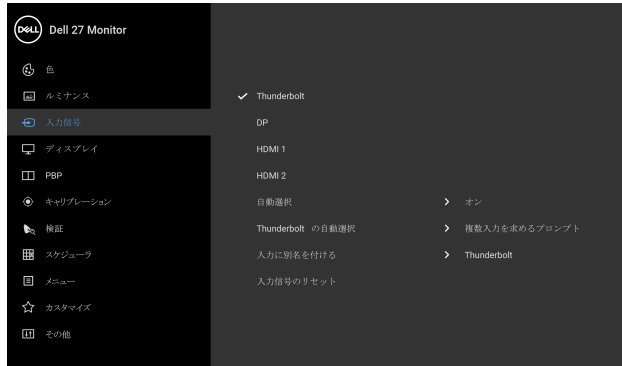 DELL Dell 27 Monitor
色
ルミナンス
入力信号
ディスプレイ
PBP
キャリブレーション
検証
スケジューラ
メニュー
カスタマイズ
その他
Thunderbolt
DP
HDMI 1
HDMI 2
自動選択 オン
Thunderbolt の自動選択 複数入力を求めるプロンプト
入力に別名を付ける Thunderbolt
入力信号のリセット